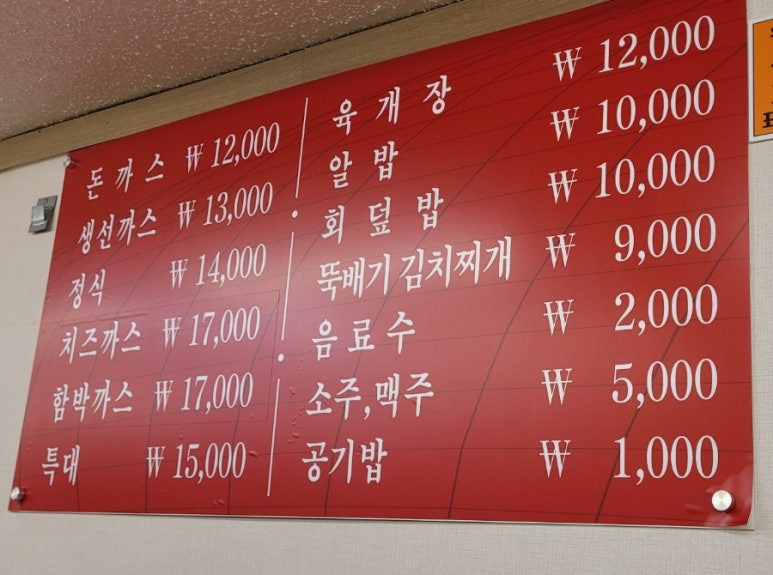 돈까스 ₩ 12,000
생선까스 ₩ 13,000
정식 ₩ 14,000
치즈까스 ₩ 17,000
함박까스 ₩ 17,000
특대 ₩ 15,000
육개장 ₩ 12,000
알밥 ₩ 10,000
회덮밥 ₩ 10,000
뚝배기 김치찌개 ₩ 9,000
음료수 ₩ 2,000
소주,맥주 ₩ 5,000
공기밥 ₩ 1,000